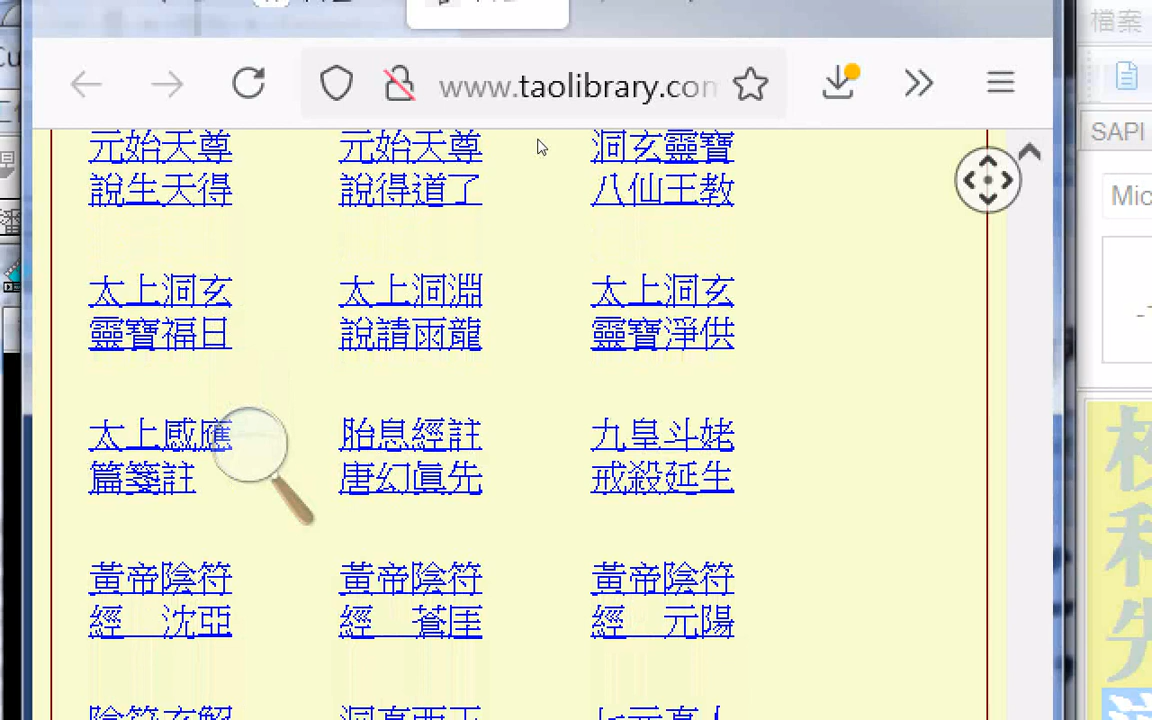 Cu
檔案
www.taolibrary.com
SAPI
Mic
元始天尊 元始天尊 洞玄靈寶
說生天得 說得道了 八仙王教
太上洞玄 太上洞淵 太上洞玄
靈寶福日 說請雨龍 靈寶淨供
太上感應 胎息經註 九皇斗姥
篇箋註 唐幻眞先 戒殺延生
黃帝陰符 黃帝陰符 黃帝陰符
經 沈亞 經 蒼厓 經 元陽